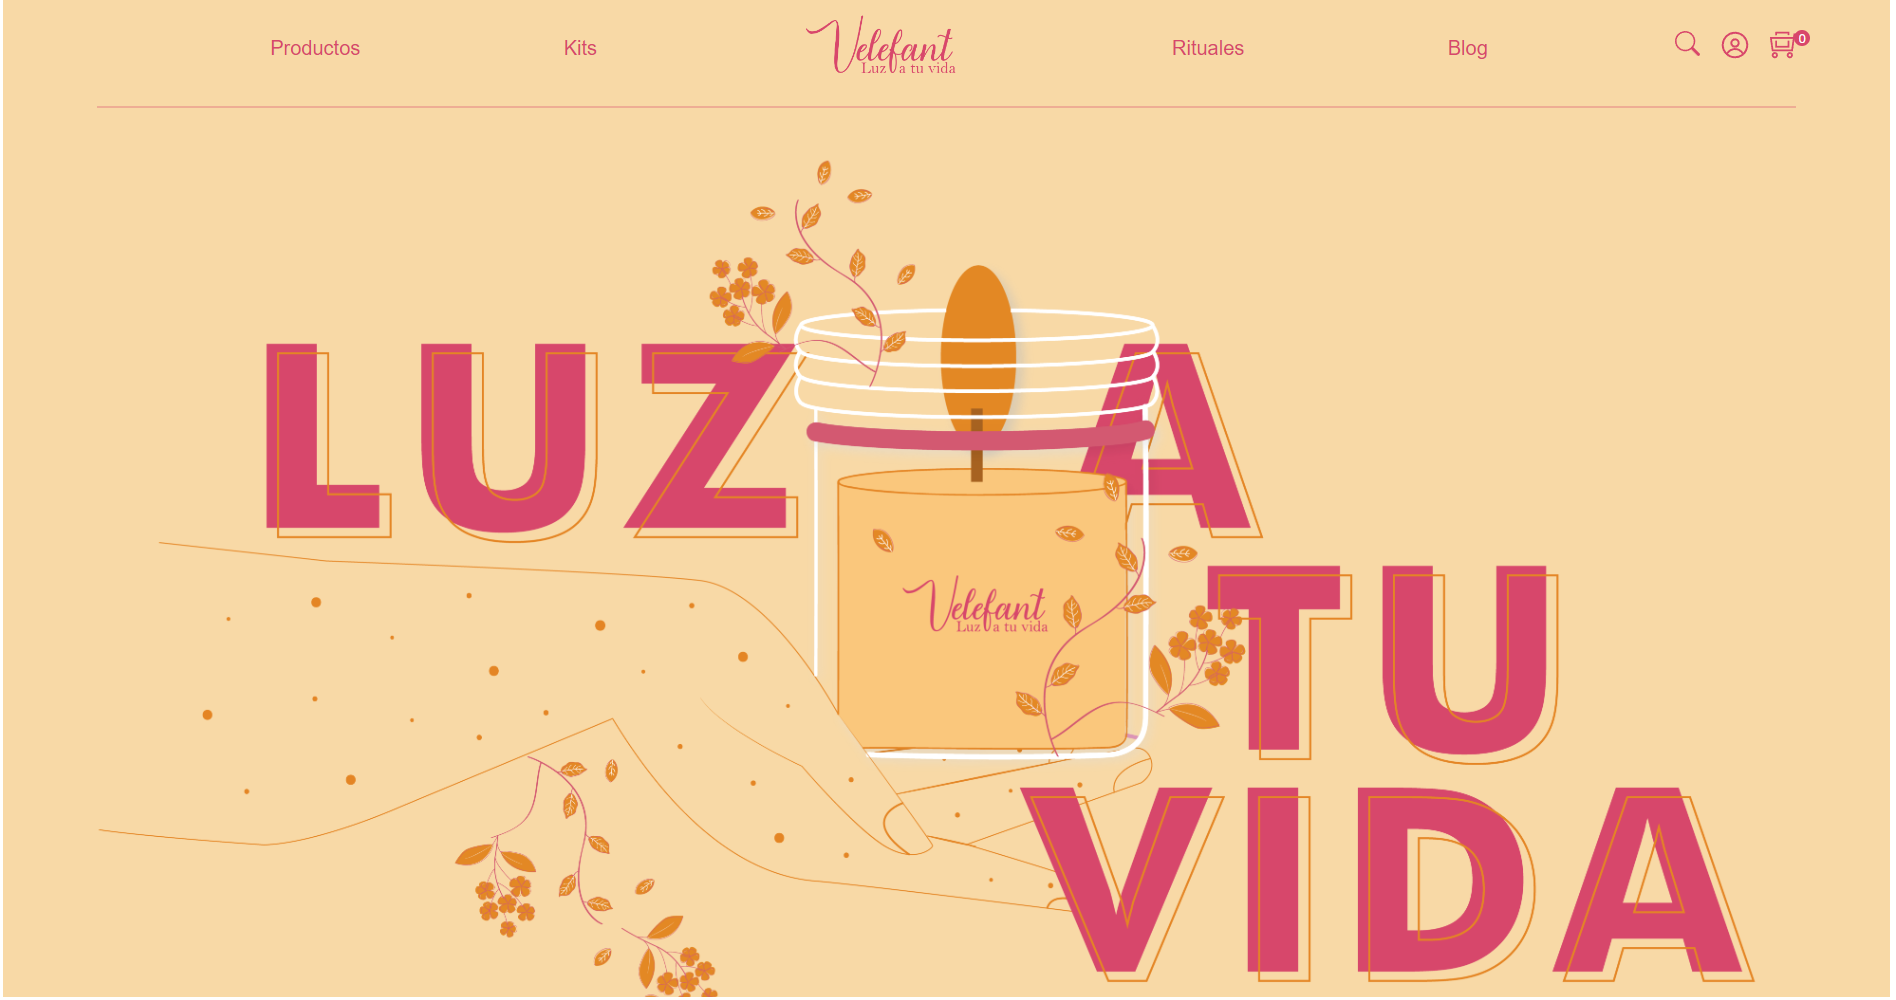 Productos
Kits
Velefant
Luz a tu vida
Rituales
Blog
0
LUZ A
Velefant
Luz a tu vida
TU
VIDA